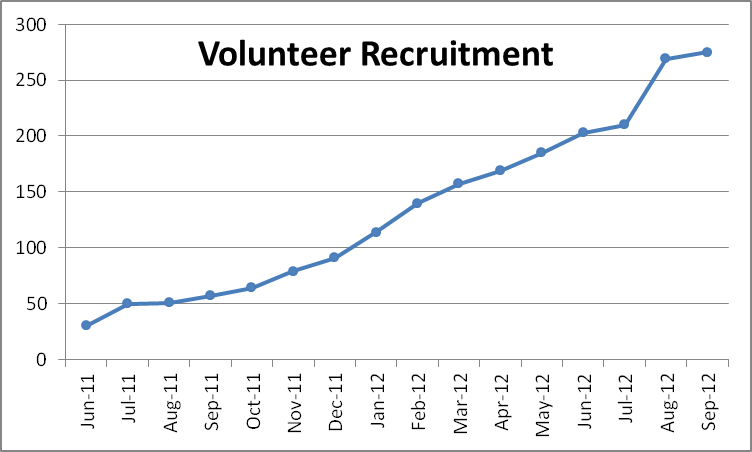 Volunteer Recruitment
300
250
200
150
100
50
0
Jun-11
Jul-11
Aug-11
Sep-11
Oct-11
Nov-11
Dec-11
Jan-12
Feb-12
Mar-12
Apr-12
May-12
Jun-12
Jul-12
Aug-12
Sep-12